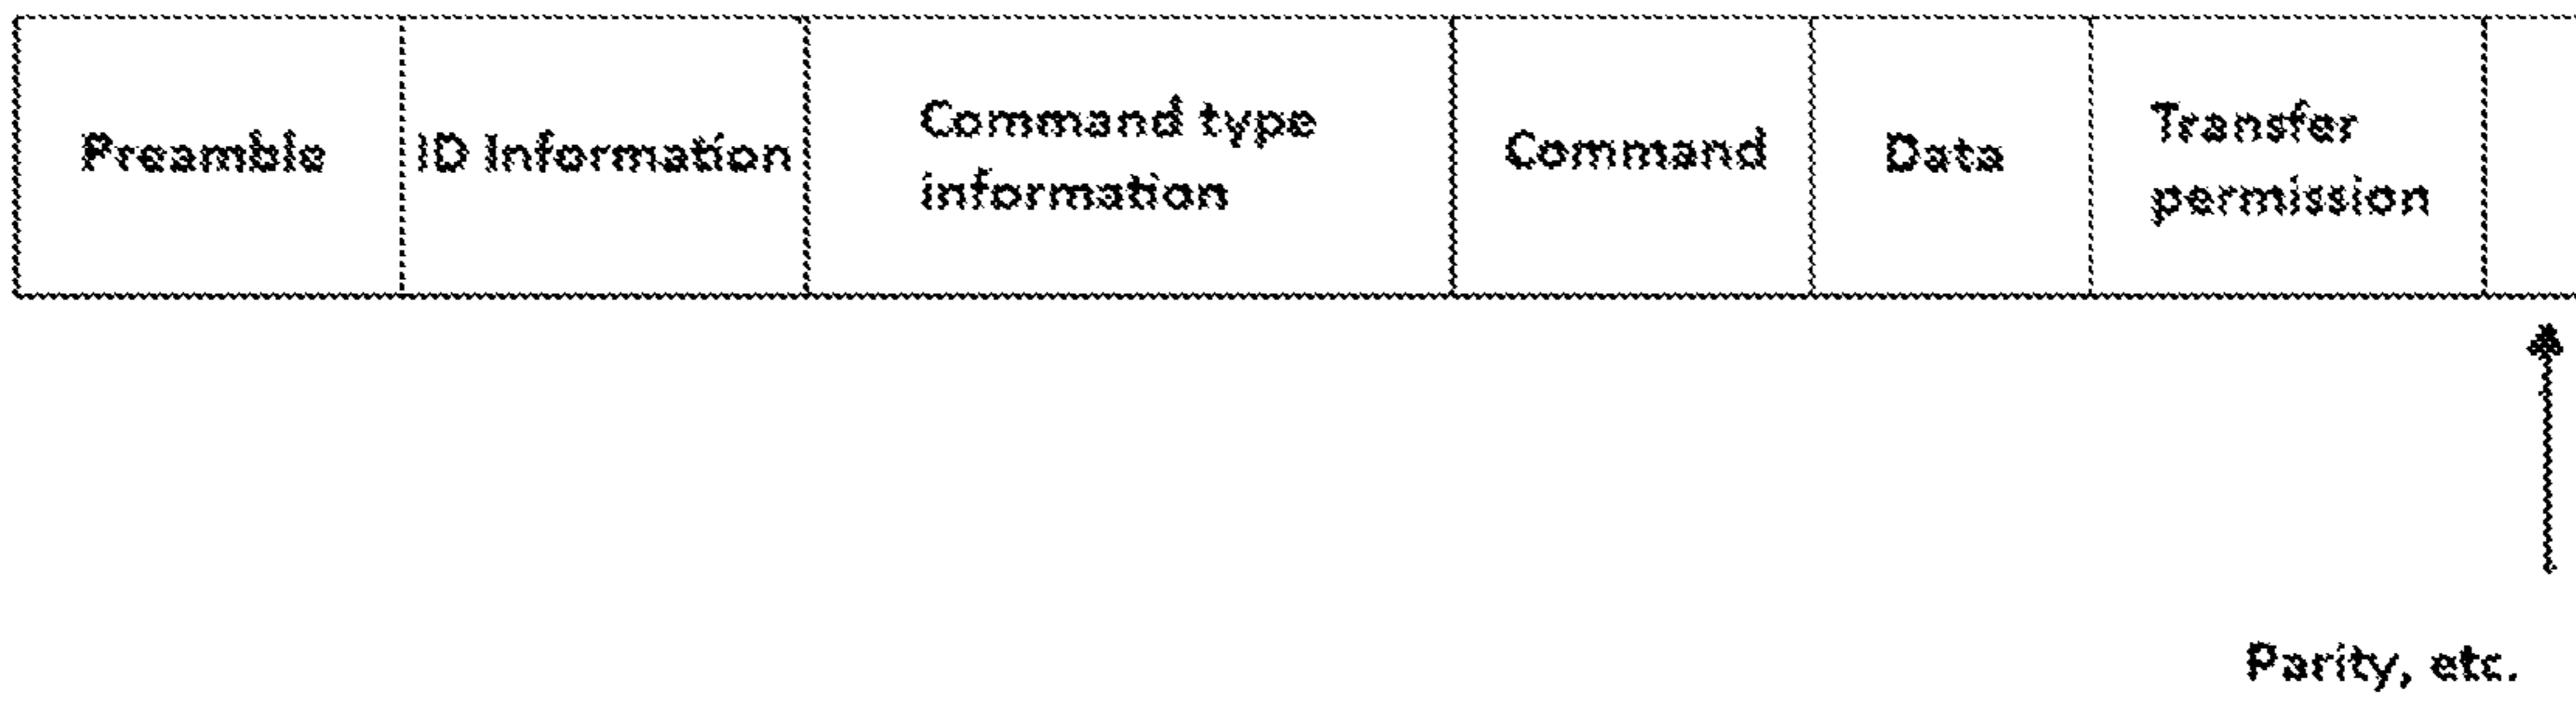 Preamble
ID Information
Command type
information
Command
Data
Transfer
permission
Parity, etc.